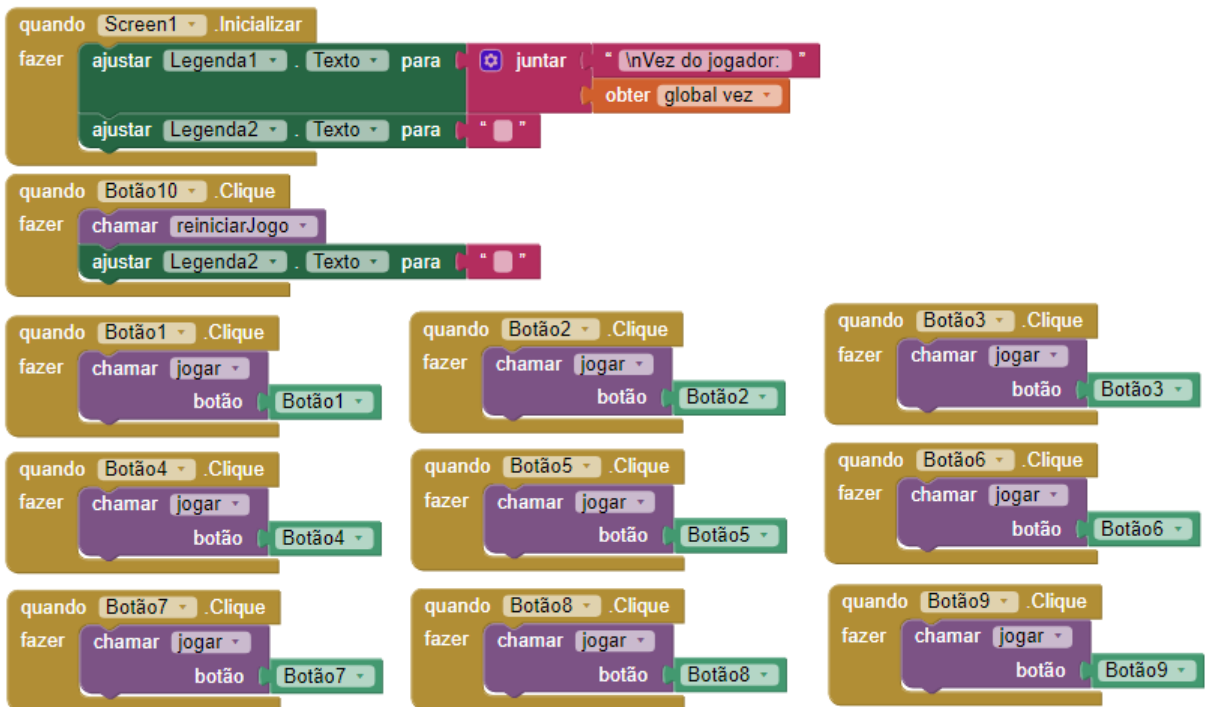 quando Screen1 .Inicializar
fazer ajustar Legenda1 . Texto para juntar " \nVez do jogador: "
obter global vez
ajustar Legenda2 . Texto para " "
quando Botão10 .Clique
fazer chamar reiniciarJogo
ajustar Legenda2 . Texto para " "
quando Botão1 .Clique
fazer chamar jogar
botão Botão1
quando Botão2 .Clique
fazer chamar jogar
botão Botão2
quando Botão3 .Clique
fazer chamar jogar
botão Botão3
quando Botão4 .Clique
fazer chamar jogar
botão Botão4
quando Botão5 .Clique
fazer chamar jogar
botão Botão5
quando Botão6 .Clique
fazer chamar jogar
botão Botão6
quando Botão7 .Clique
fazer chamar jogar
botão Botão7
quando Botão8 .Clique
fazer chamar jogar
botão Botão8
quando Botão9 .Clique
fazer chamar jogar
botão Botão9